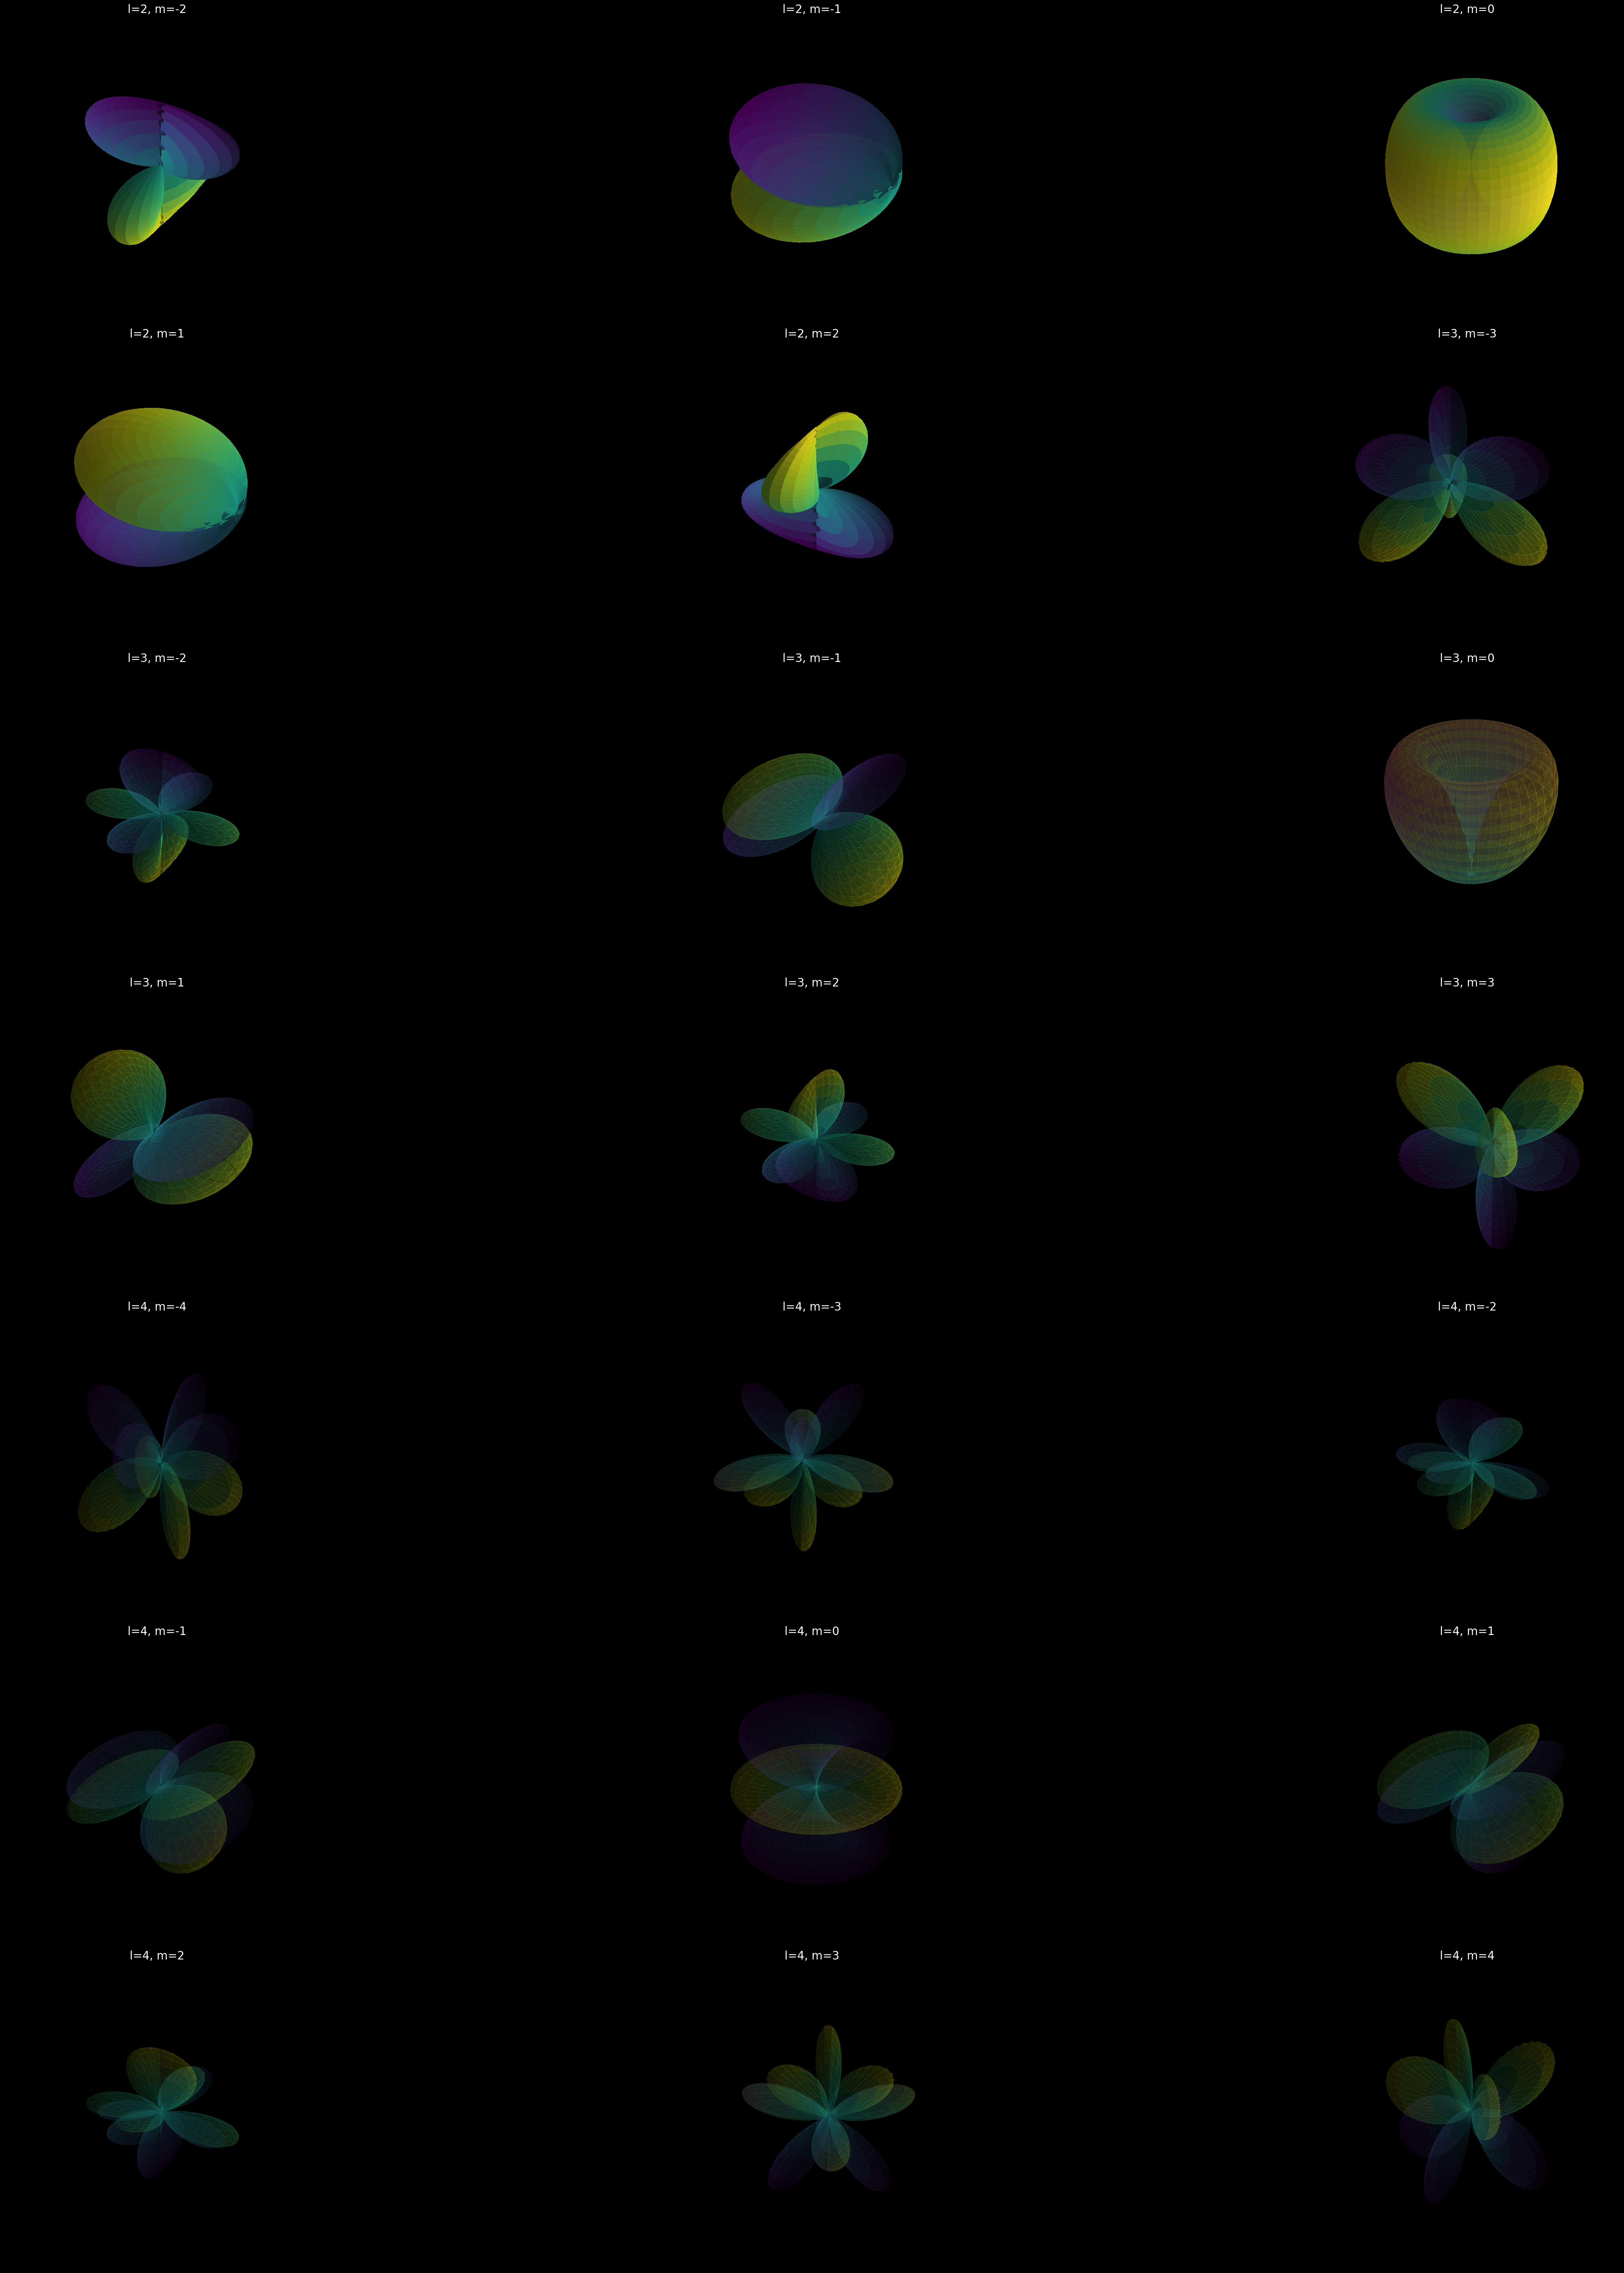 l=2, m=-2
l=2, m=-1
l=2, m=0
l=2, m=1
l=2, m=2
l=3, m=-3
l=3, m=-2
l=3, m=-1
l=3, m=0
l=3, m=1
l=3, m=2
l=3, m=3
l=4, m=-4
l=4, m=-3
l=4, m=-2
l=4, m=-1
l=4, m=0
l=4, m=1
l=4, m=2
l=4, m=3
l=4, m=4